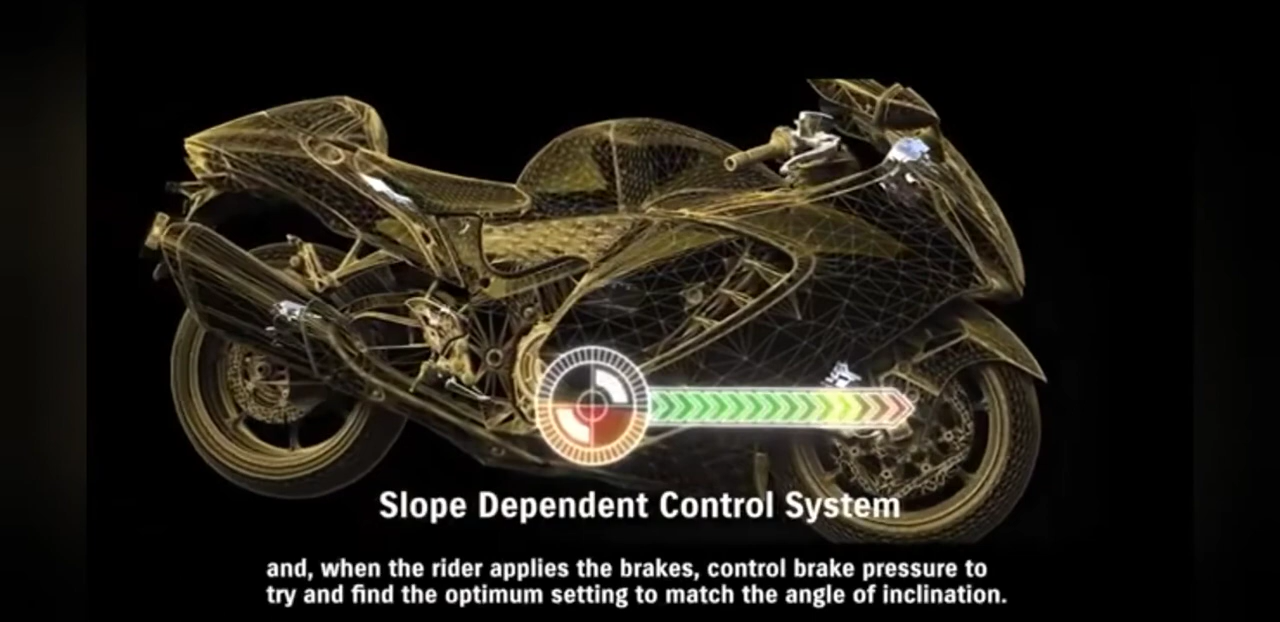 Slope Dependent Control System
and, when the rider applies the brakes, control brake pressure to
try and find the optimum setting to match the angle of inclination.